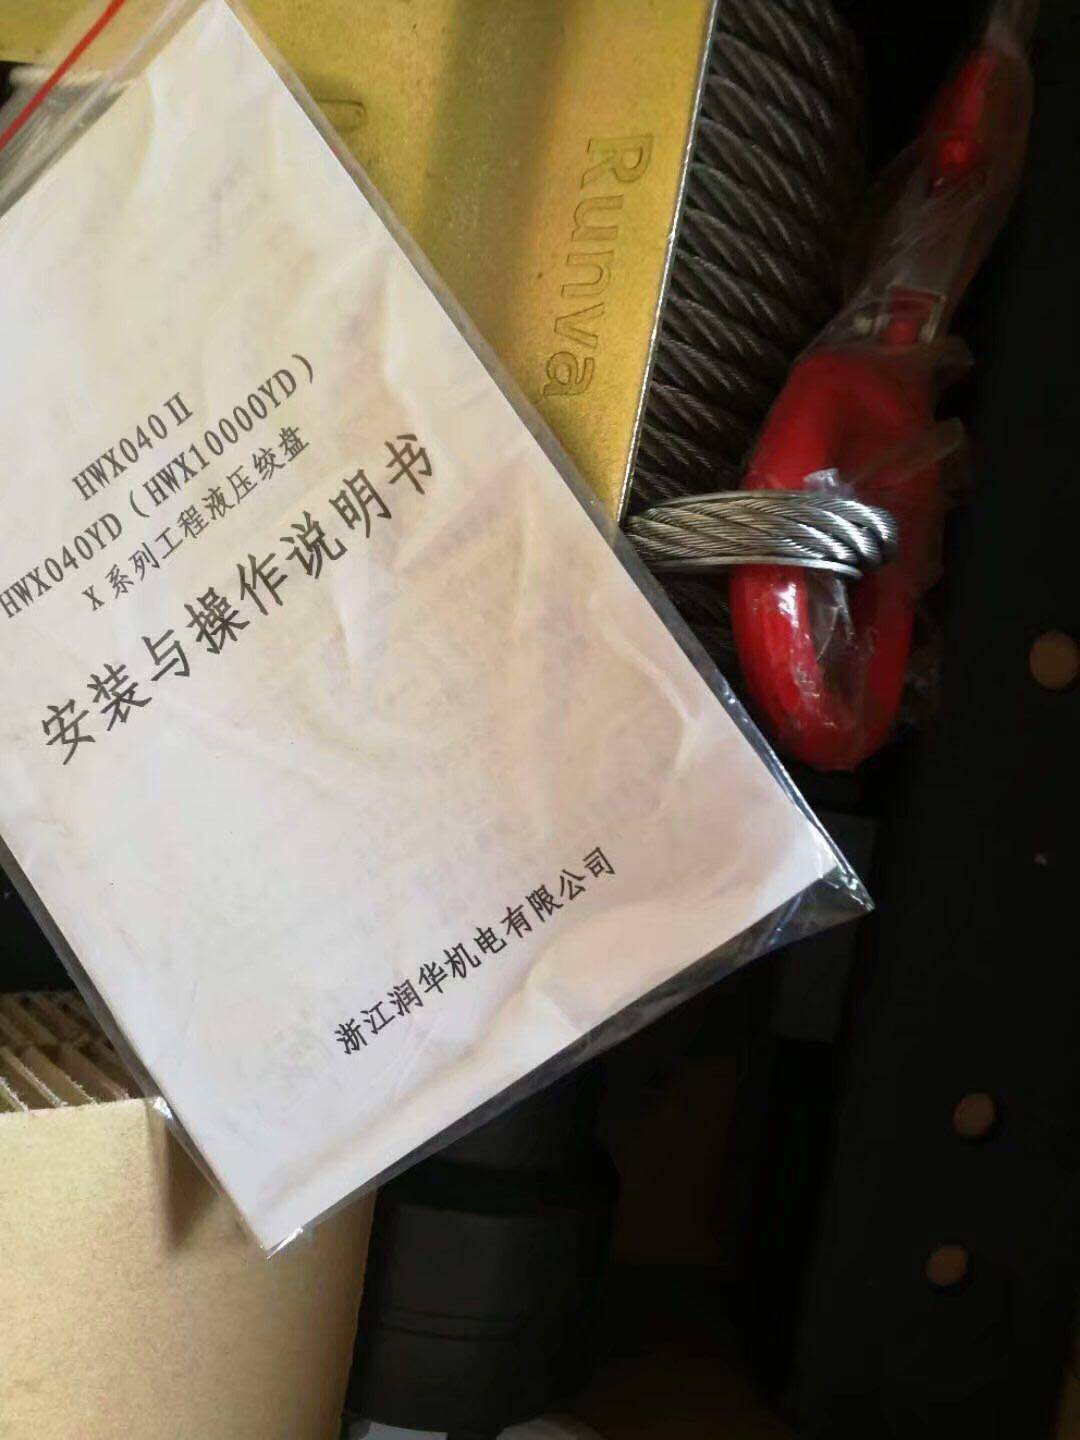 Runva
HWX040Ⅱ
HWX040YD（HWX10000YD）
X 系列工程液压绞盘
安装与操作说明书
浙江润华机电有限公司